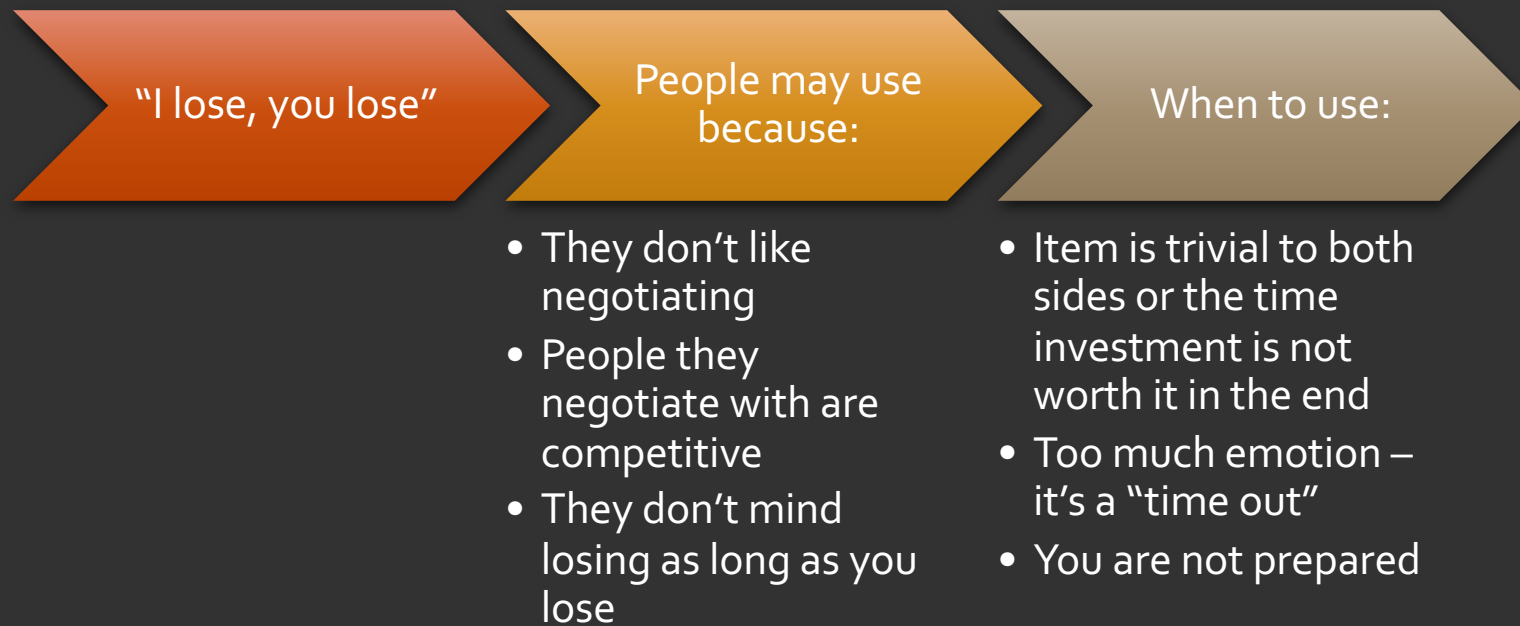 “I lose, you lose”
People may use
because:
• They don’t like
negotiating
• People they
negotiate with are
competitive
• They don’t mind
losing as long as you
lose
When to use:
• Item is trivial to both
sides or the time
investment is not
worth it in the end
• Too much emotion –
it’s a “time out”
• You are not prepared